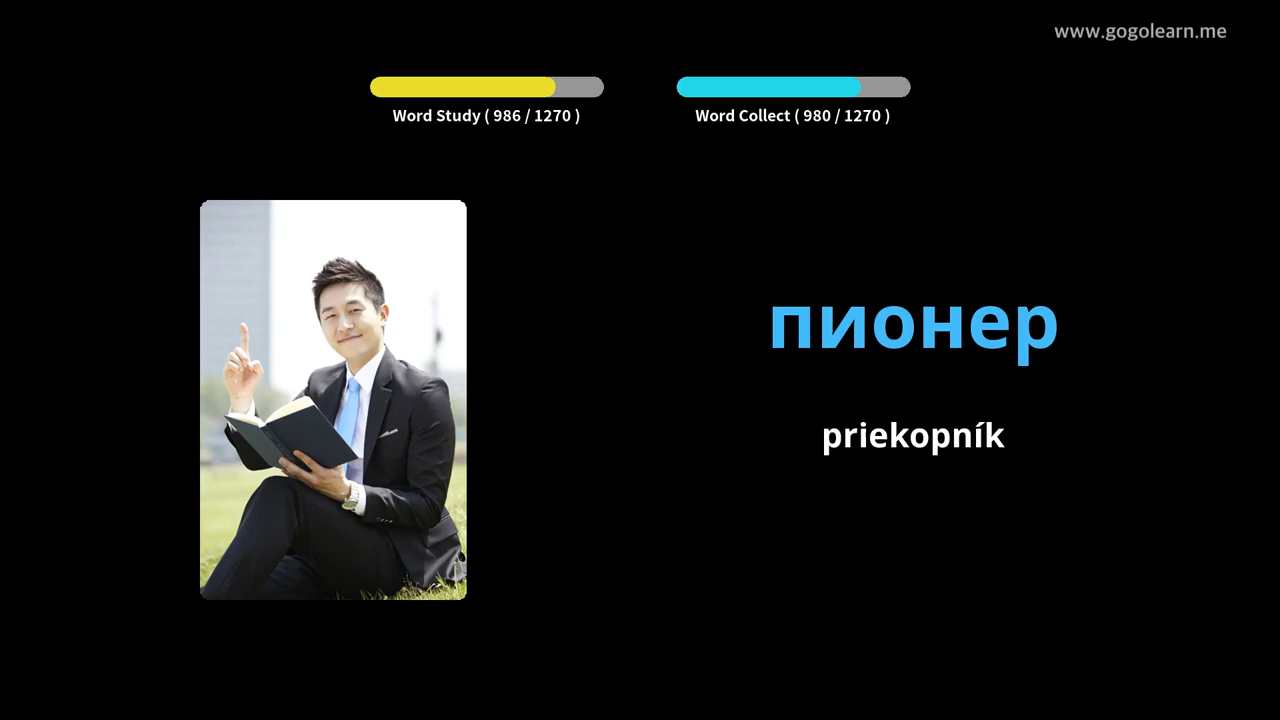 www.gogolearn.me
Word Study ( 986 / 1270 )
Word Collect ( 980 / 1270 )
пионер
priekopník